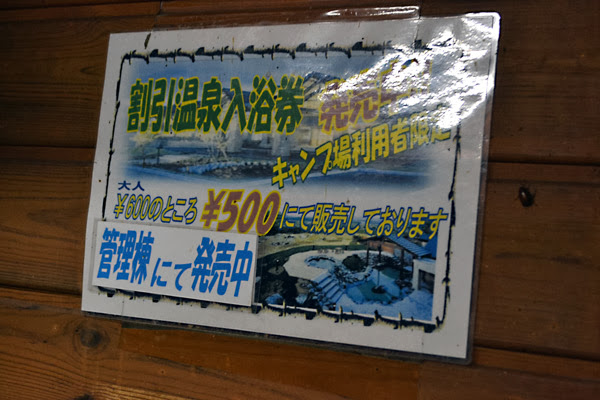 割引温泉入浴券 発売中
キャンプ場利用者限定
大人
¥600のところ ¥500にて販売しております
管理棟にて発売中